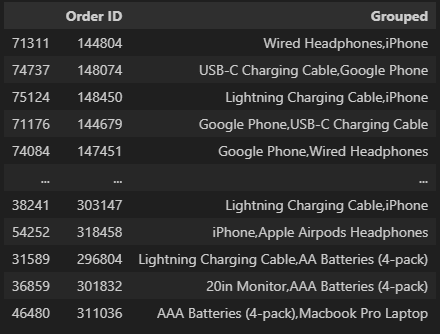 Order ID Grouped
71311 144804 Wired Headphones,iPhone
74737 148074 USB-C Charging Cable,Google Phone
75124 148450 Lightning Charging Cable,iPhone
71176 144679 Google Phone,USB-C Charging Cable
74084 147451 Google Phone,Wired Headphones
... ... ...
38241 303147 Lightning Charging Cable,iPhone
54252 318458 iPhone,Apple Airpods Headphones
31589 296804 Lightning Charging Cable,AA Batteries (4-pack)
36859 301832 20in Monitor,AAA Batteries (4-pack)
46480 311036 AAA Batteries (4-pack),Macbook Pro Laptop